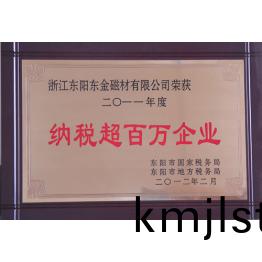 浙江东阳东金磁材有限公司荣获
二〇一一年度
纳税超百万企业
东阳市国家税务局
东阳市地方税务局
二〇一二年二月
kmjlst